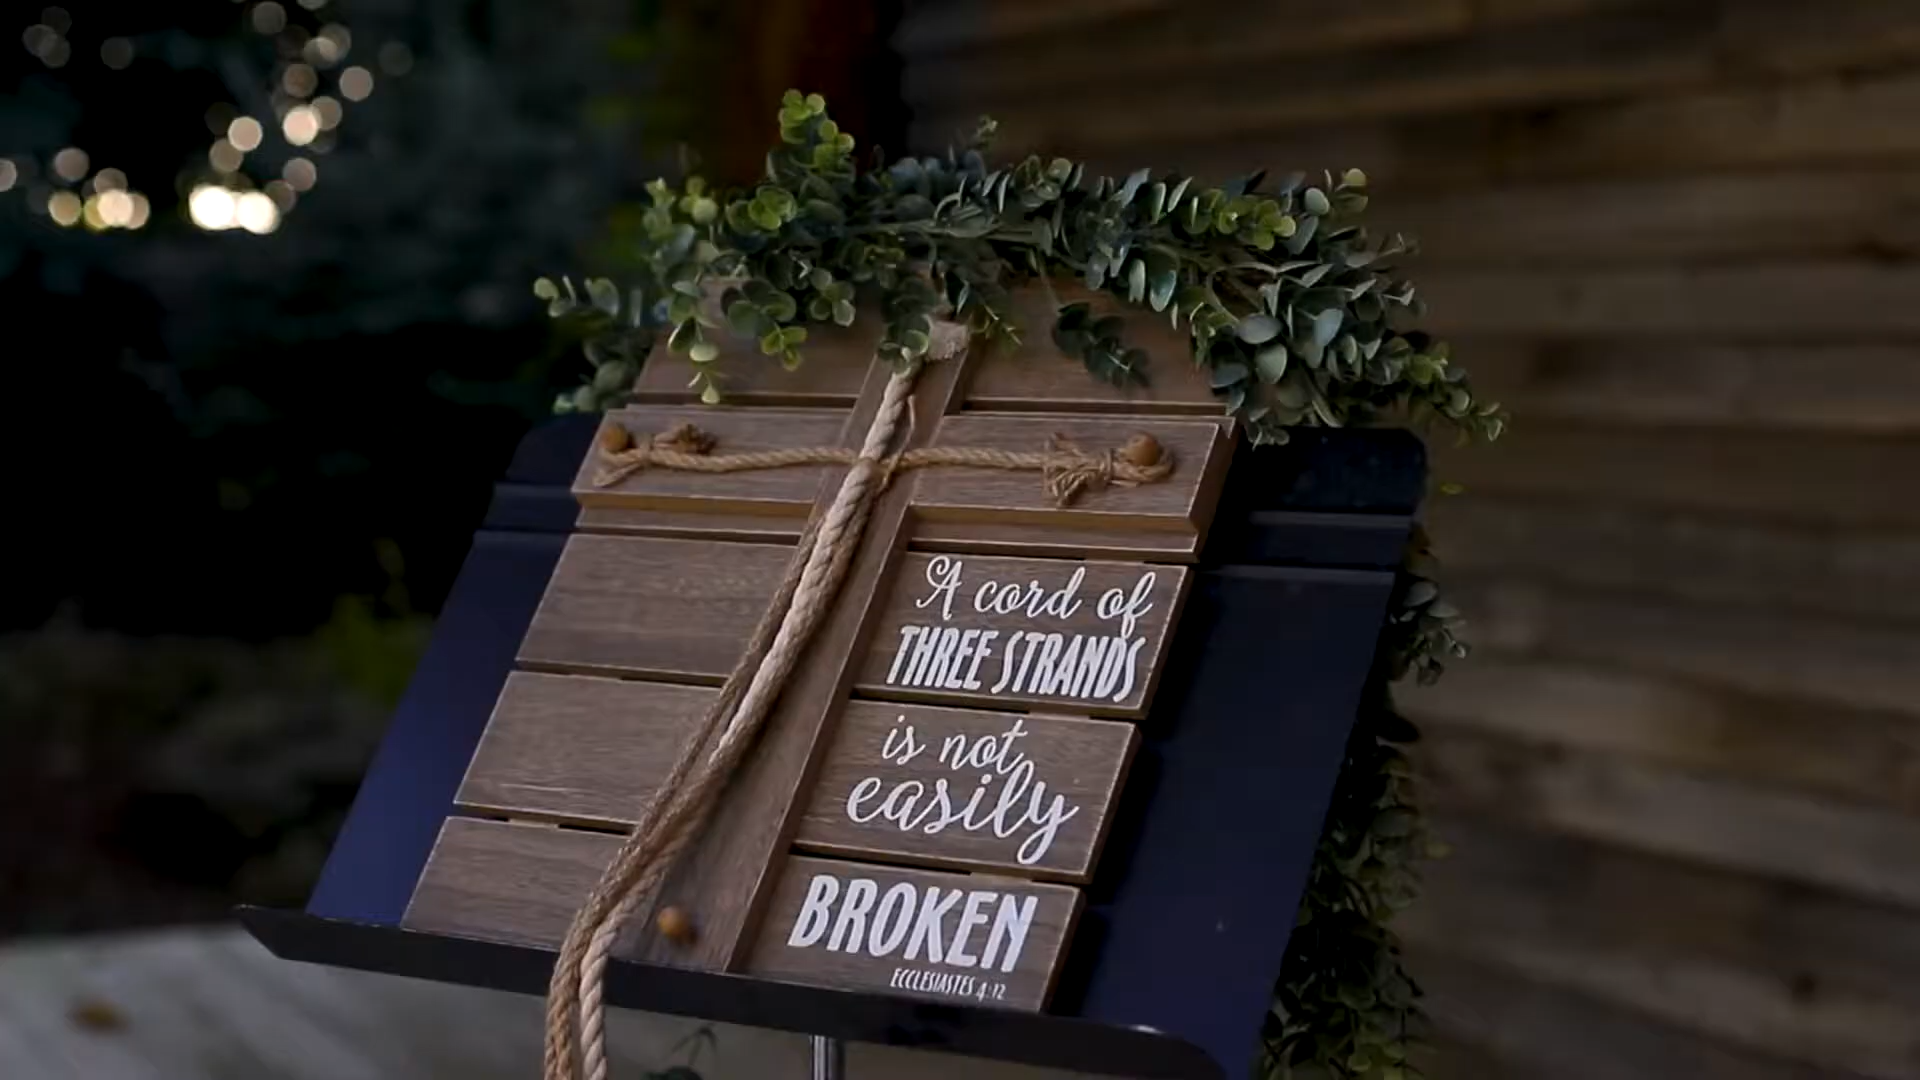 A cord of
THREE STRANDS
is not
easily
BROKEN
ECCLESIASTES 4:12